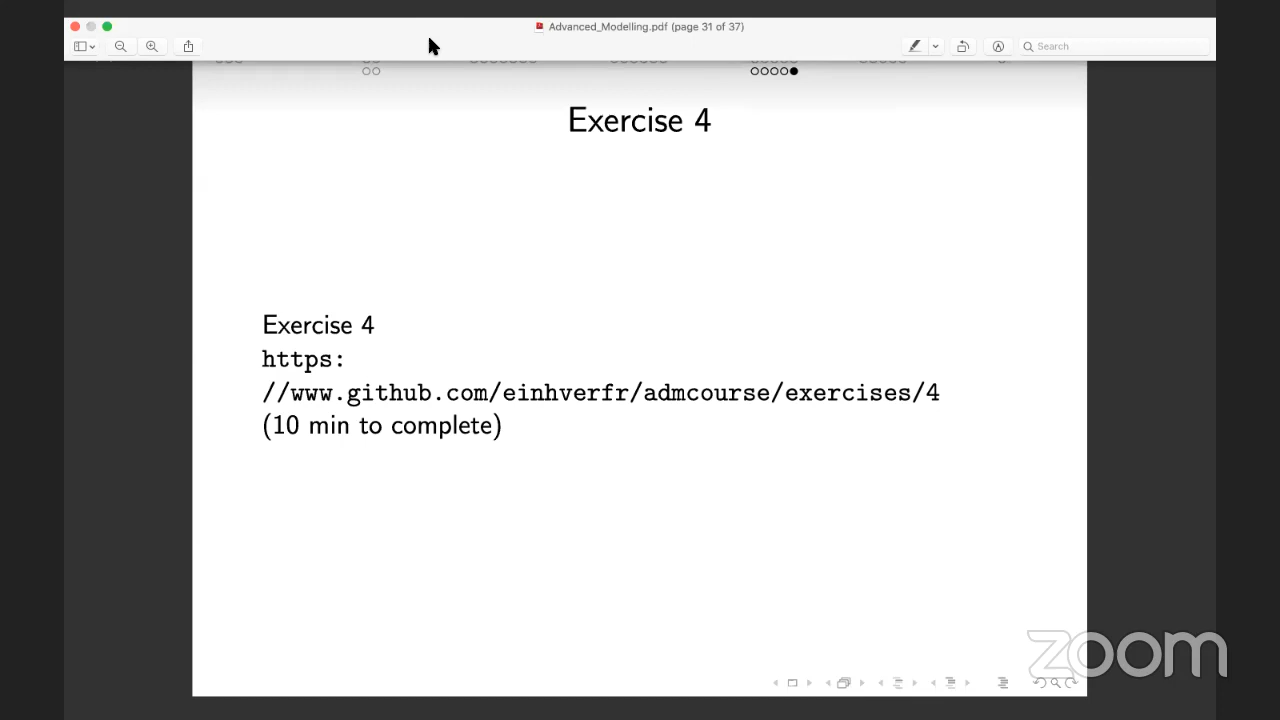 Advanced_Modelling.pdf (page 31 of 37)
Search
Exercise 4
Exercise 4
https:
//www.github.com/einhverfr/admcourse/exercises/4
(10 min to complete)
zoom